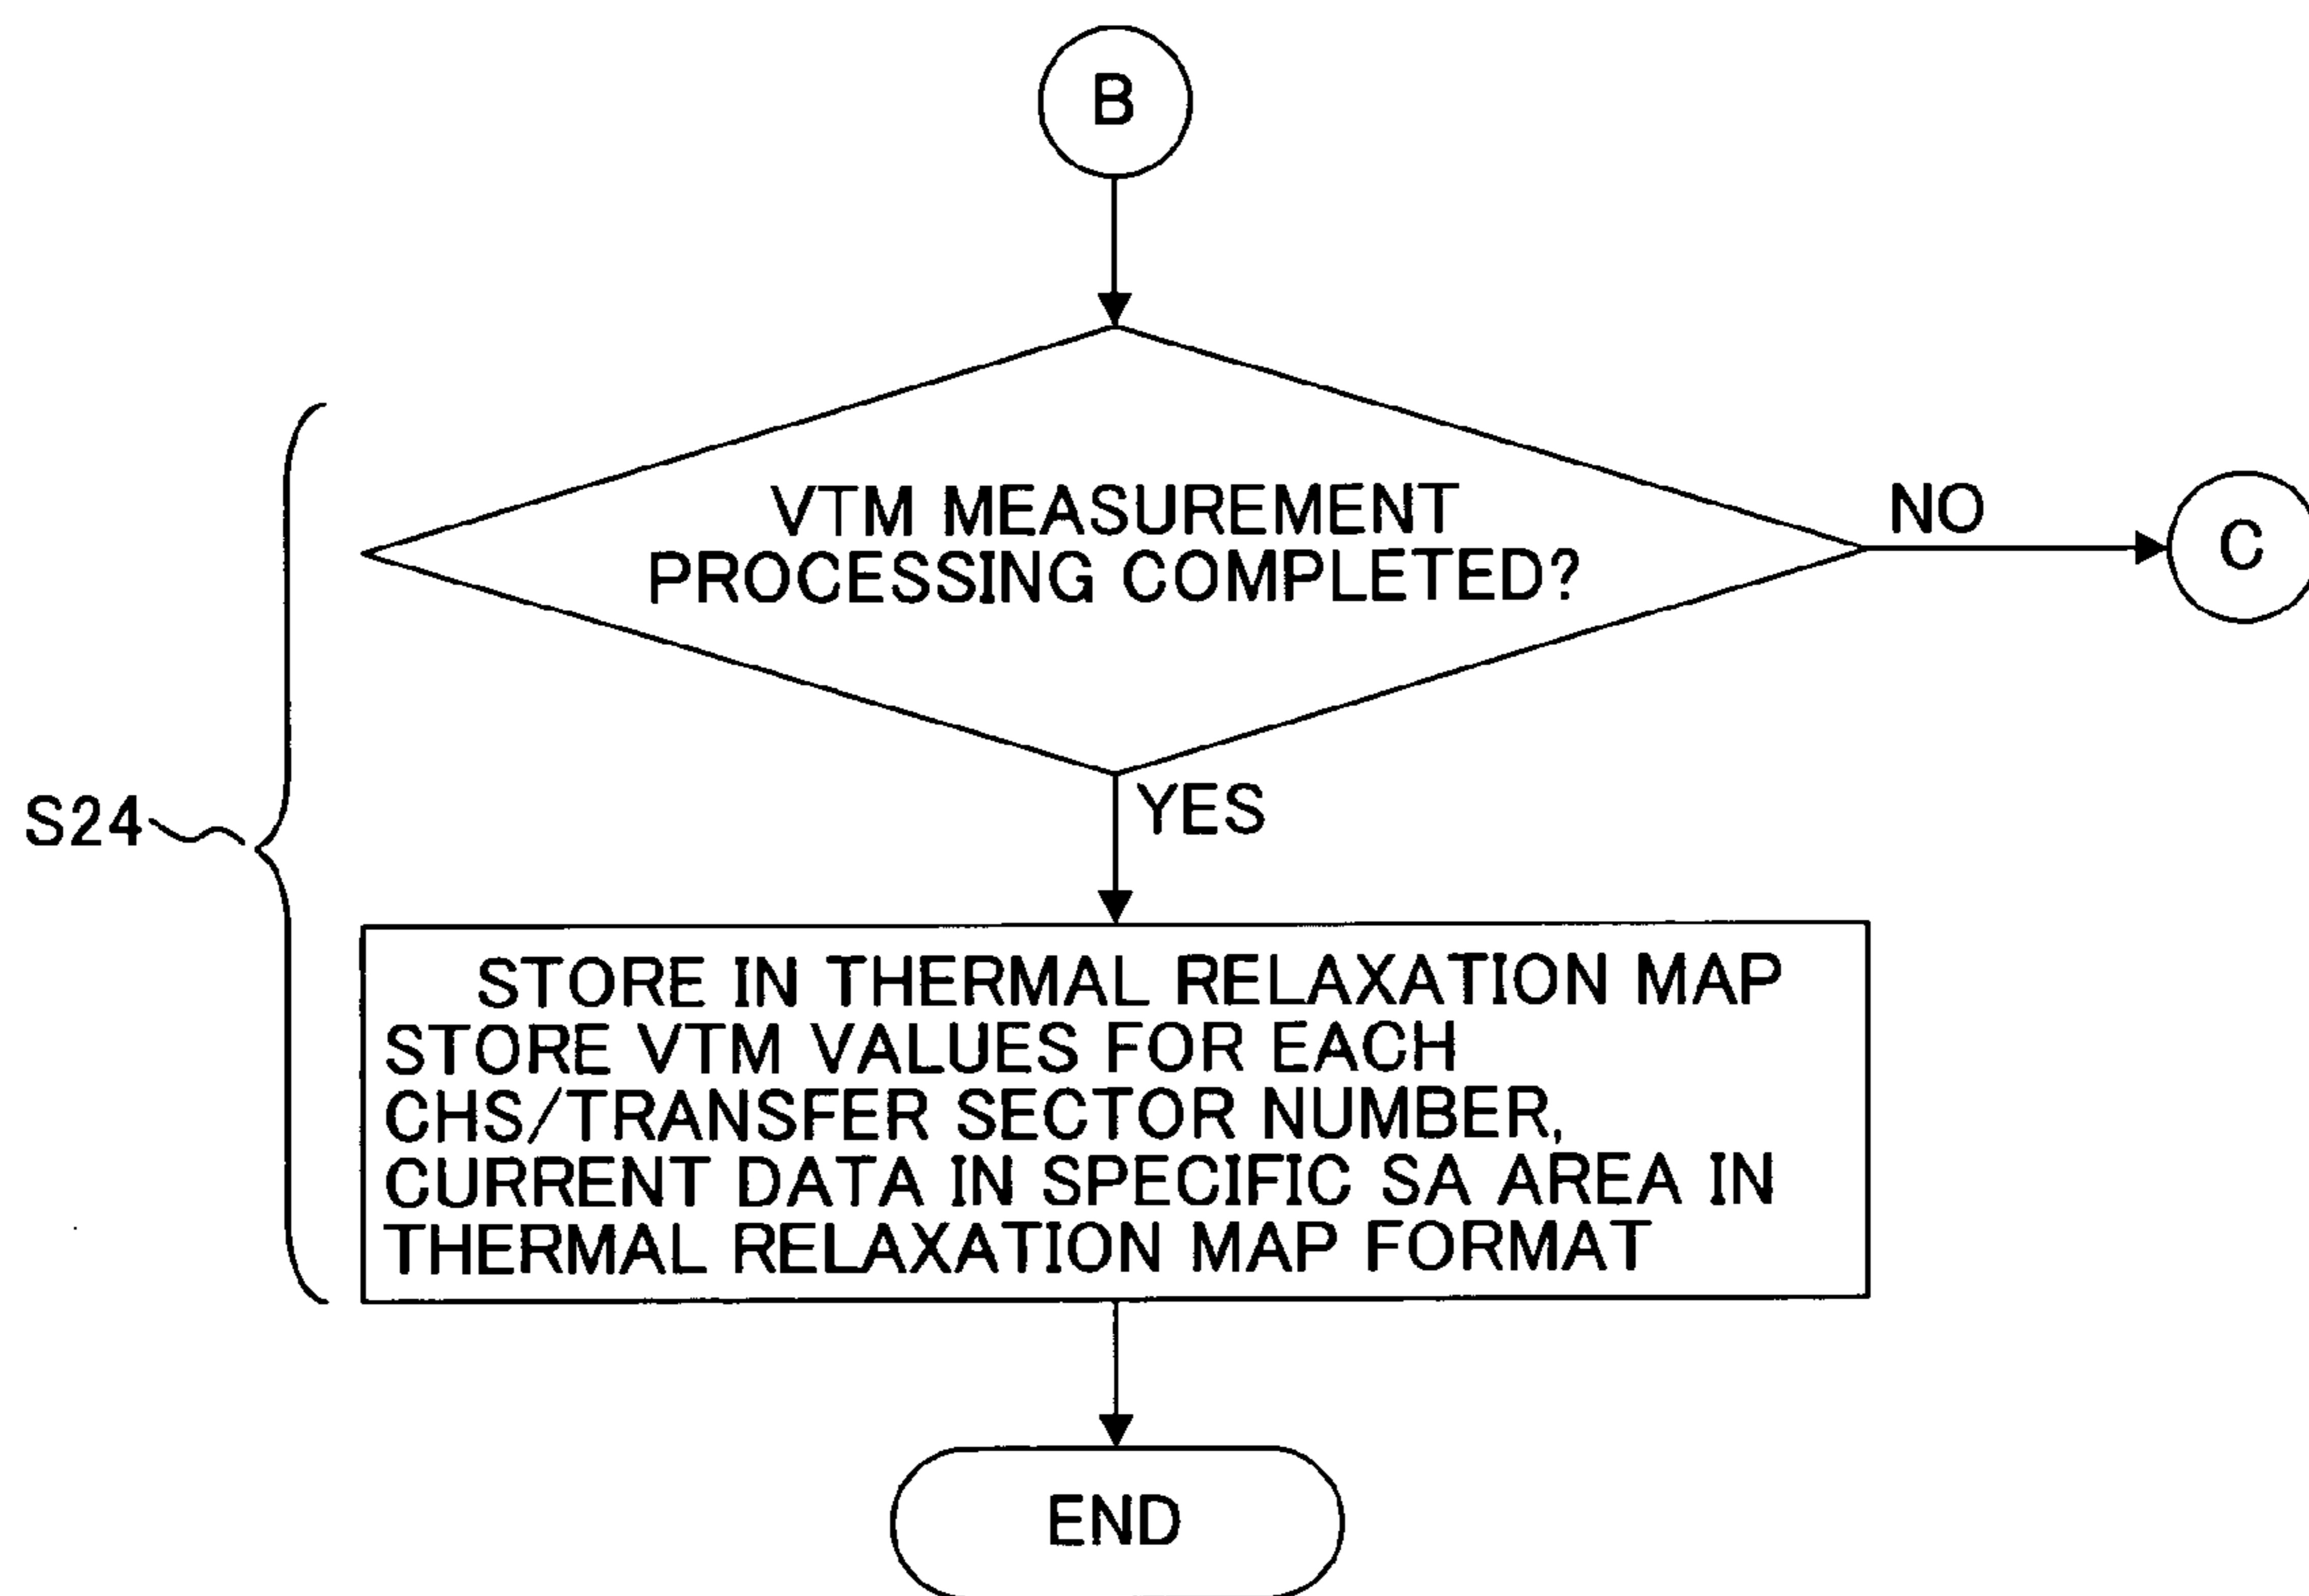 B
VTM MEASUREMENT
PROCESSING COMPLETED?
NO
C
YES
S24
STORE IN THERMAL RELAXATION MAP
STORE VTM VALUES FOR EACH
CHS/TRANSFER SECTOR NUMBER,
CURRENT DATA IN SPECIFIC SA AREA IN
THERMAL RELAXATION MAP FORMAT
END